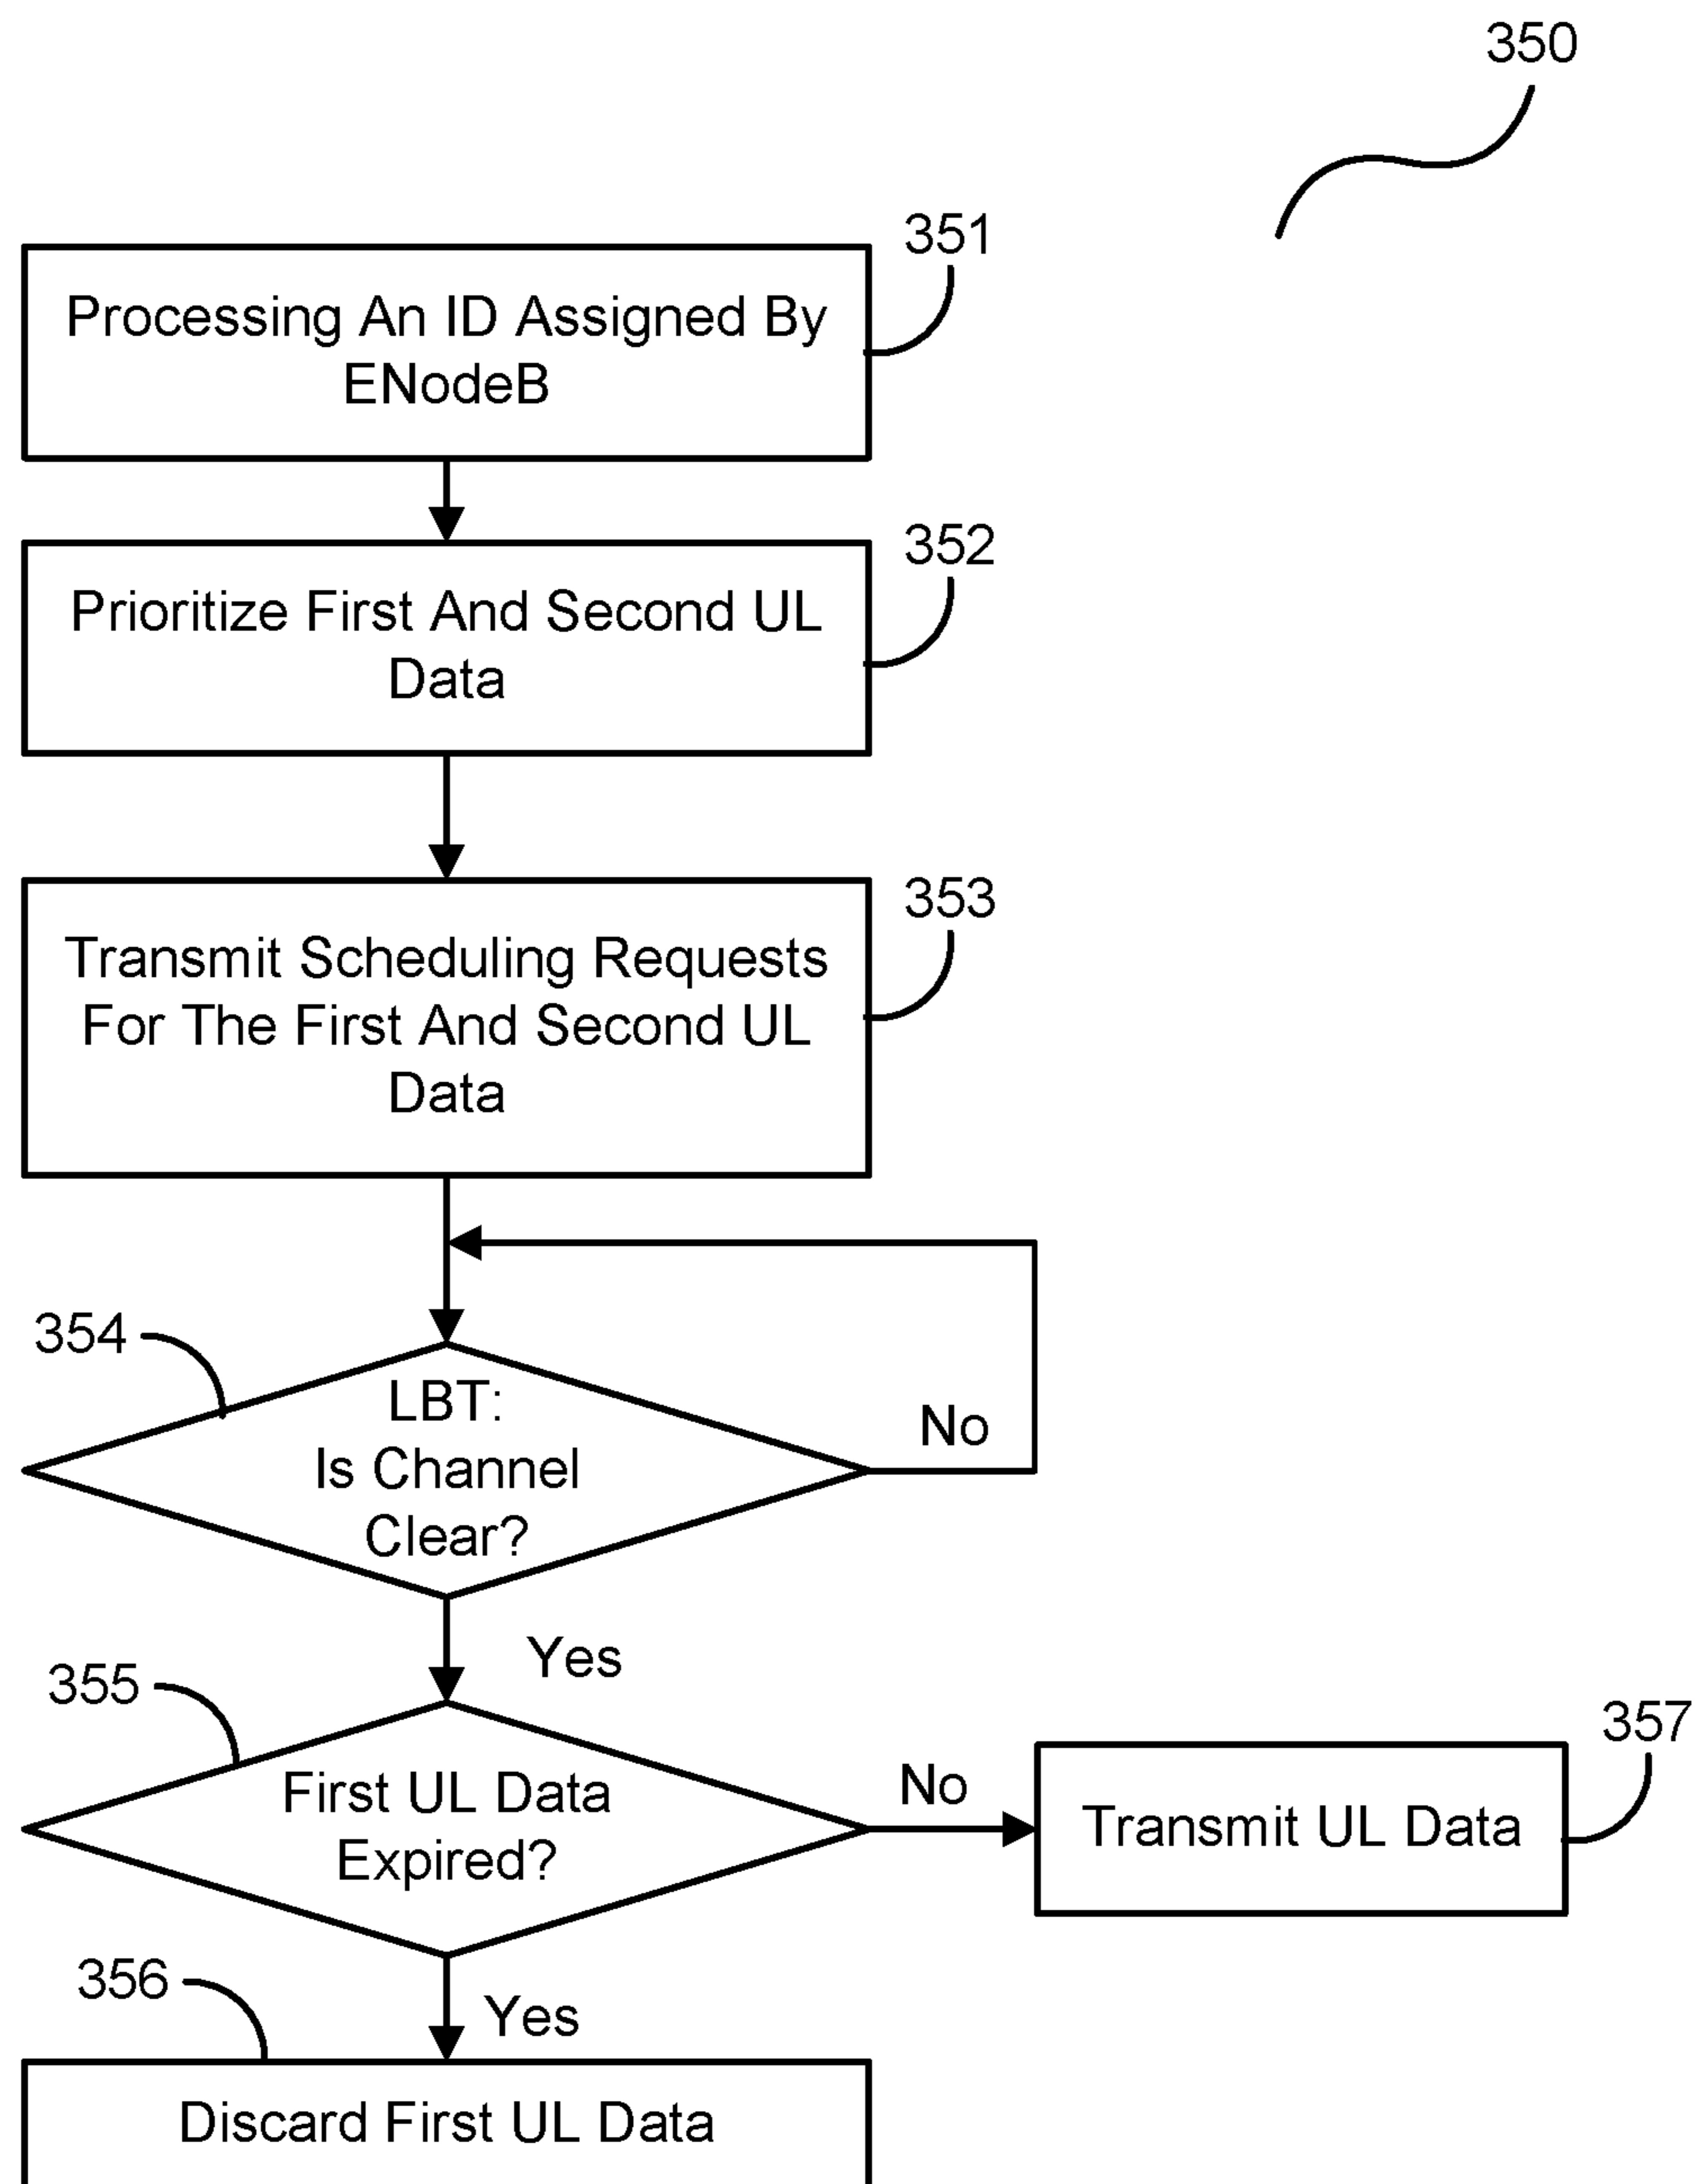 350
351
Processing An ID Assigned By
ENodeB
352
Prioritize First And Second UL
Data
353
Transmit Scheduling Requests
For The First And Second UL
Data
354
LBT:
Is Channel
Clear?
No
Yes
355
First UL Data
Expired?
No
357
Transmit UL Data
356
Yes
Discard First UL Data